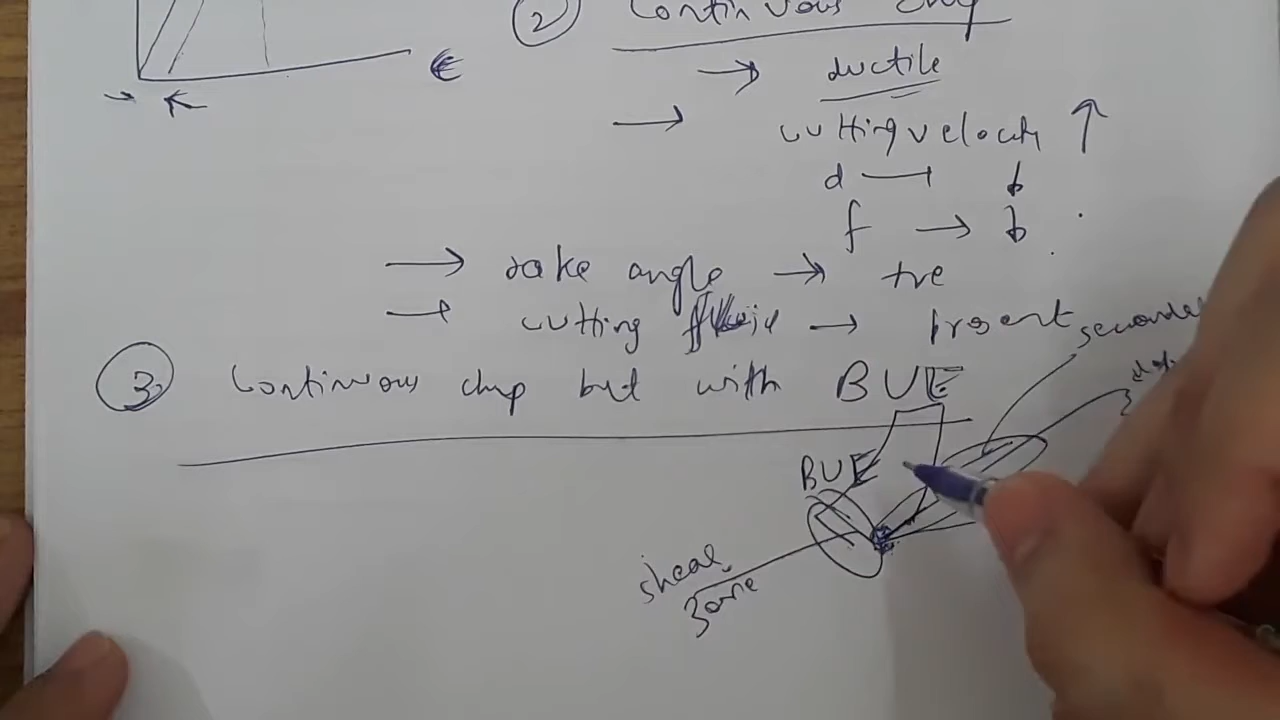 ② Continuous chip
→ ductile
→ cutting velocity ↑
d → b
f → b
ε
→ rake angle → +ve
→ cutting fluid → present
③ Continuous chip but with BUE
BUE
shear
zone